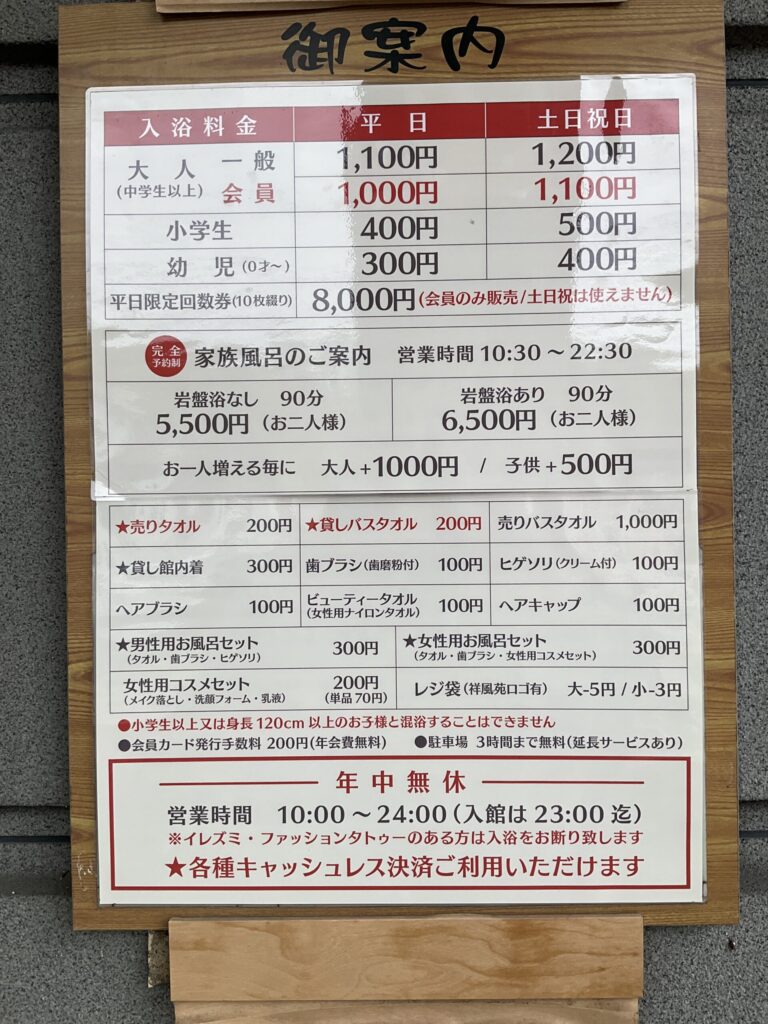 御案内
入浴料金 平日 土日祝日
大人 一般 1,100円 1,200円
(中学生以上) 会員 1,000円 1,100円
小学生 400円 500円
幼児(0才〜) 300円 400円
平日限定回数券(10枚綴り) 8,000円(会員のみ販売/土日祝は使えません)
完全
予約制
家族風呂のご案内 営業時間 10:30〜22:30
岩盤浴なし 90分
5,500円(お二人様)
岩盤浴あり 90分
6,500円(お二人様)
お一人増える毎に 大人+1000円 / 子供+500円
★売りタオル 200円 ★貸しバスタオル 200円 売りバスタオル 1,000円
★貸し館内着 300円 歯ブラシ(歯磨粉付) 100円 ヒゲソリ(クリーム付) 100円
ヘアブラシ 100円 ビューティータオル 100円 ヘアキャップ 100円
(女性用ナイロンタオル)
★男性用お風呂セット 300円
(タオル・歯ブラシ・ヒゲソリ)
★女性用お風呂セット 300円
(タオル・歯ブラシ・女性用コスメセット)
女性用コスメセット 200円
(メイク落とし・洗顔フォーム・乳液) (単品70円)
レジ袋(祥風苑ロゴ有) 大-5円/小-3円
●小学生以上又は身長120cm以上のお子様と混浴することはできません
●会員カード発行手数料 200円(年会費無料) ●駐車場 3時間まで無料(延長サービスあり)
年中無休
営業時間 10:00〜24:00(入館は23:00迄)
※イレズミ・ファッションタトゥーのある方は入浴をお断り致します
★各種キャッシュレス決済ご利用いただけます